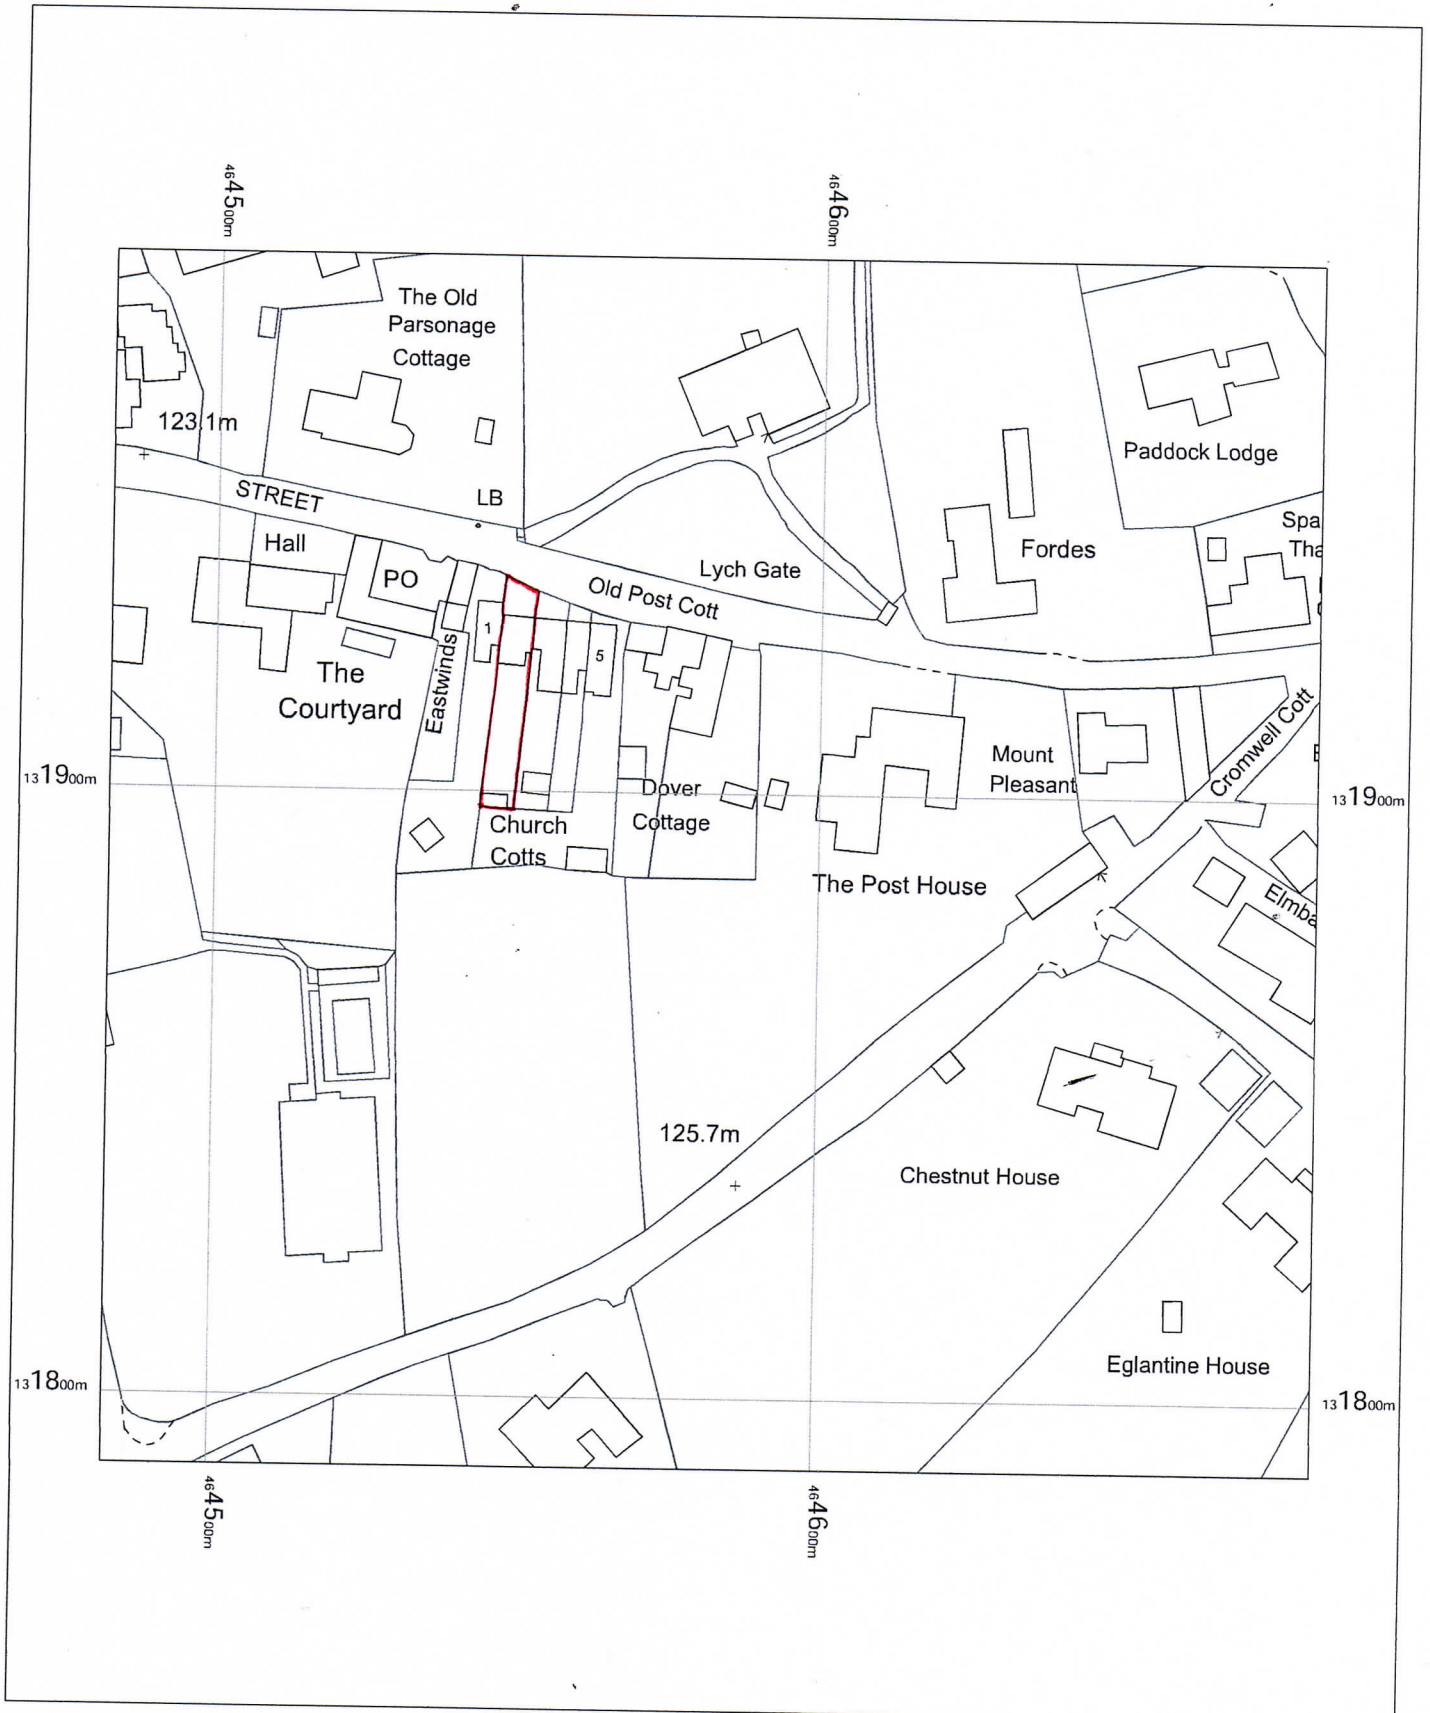 464500m
464600m
The Old
Parsonage
Cottage
123.1m
Paddock Lodge
STREET
LB
Spa
Tha
Hall
PO
Lych Gate
Fordes
Old Post Cott
1
5
The
Courtyard
Eastwinds
Cromwell Cott
Mount
Pleasant
131900m
131900m
Dover
Cottage
Church
Cotts
The Post House
Elmba
125.7m
Chestnut House
Eglantine House
131800m
131800m
464500m
464600m